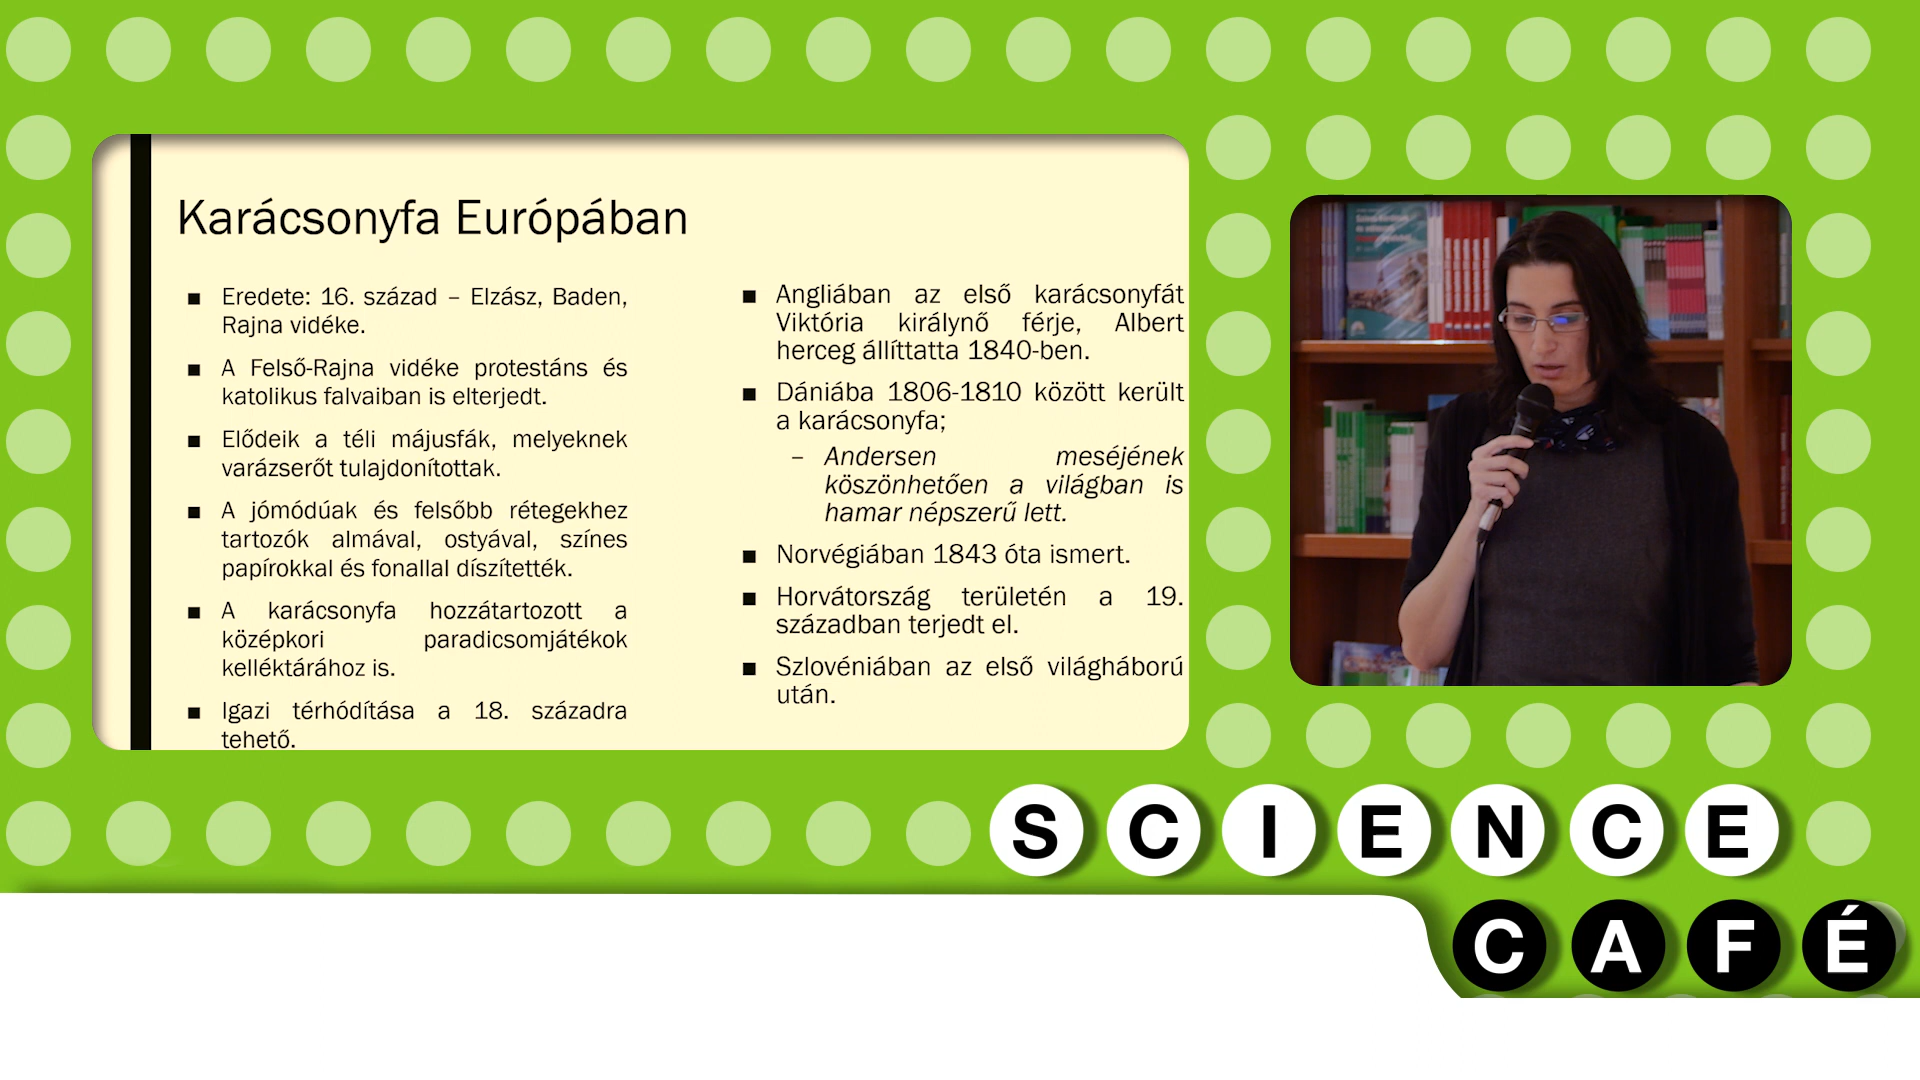 Karácsonyfa Európában
■ Eredete: 16. század – Elzász, Baden,
Rajna vidéke.
■ A Felső-Rajna vidéke protestáns és
katolikus falvaiban is elterjedt.
■ Elődeik a téli májusfák, melyeknek
varázserőt tulajdonítottak.
■ A jómódúak és felsőbb rétegekhez
tartozók almával, ostyával, színes
papírokkal és fonallal díszítették.
■ A karácsonyfa hozzátartozott a
középkori paradicsomjátékok
kelléktárához is.
■ Igazi térhódítása a 18. századra
tehető.
■ Angliában az első karácsonyfát
Viktória királynő férje, Albert
herceg állíttatta 1840-ben.
■ Dániába 1806-1810 között került
a karácsonyfa;
– Andersen meséjének
köszönhetően a világban is
hamar népszerű lett.
■ Norvégiában 1843 óta ismert.
■ Horvátország területén a 19.
században terjedt el.
■ Szlovéniában az első világháború
után.
SCIENCE
CAFÉ